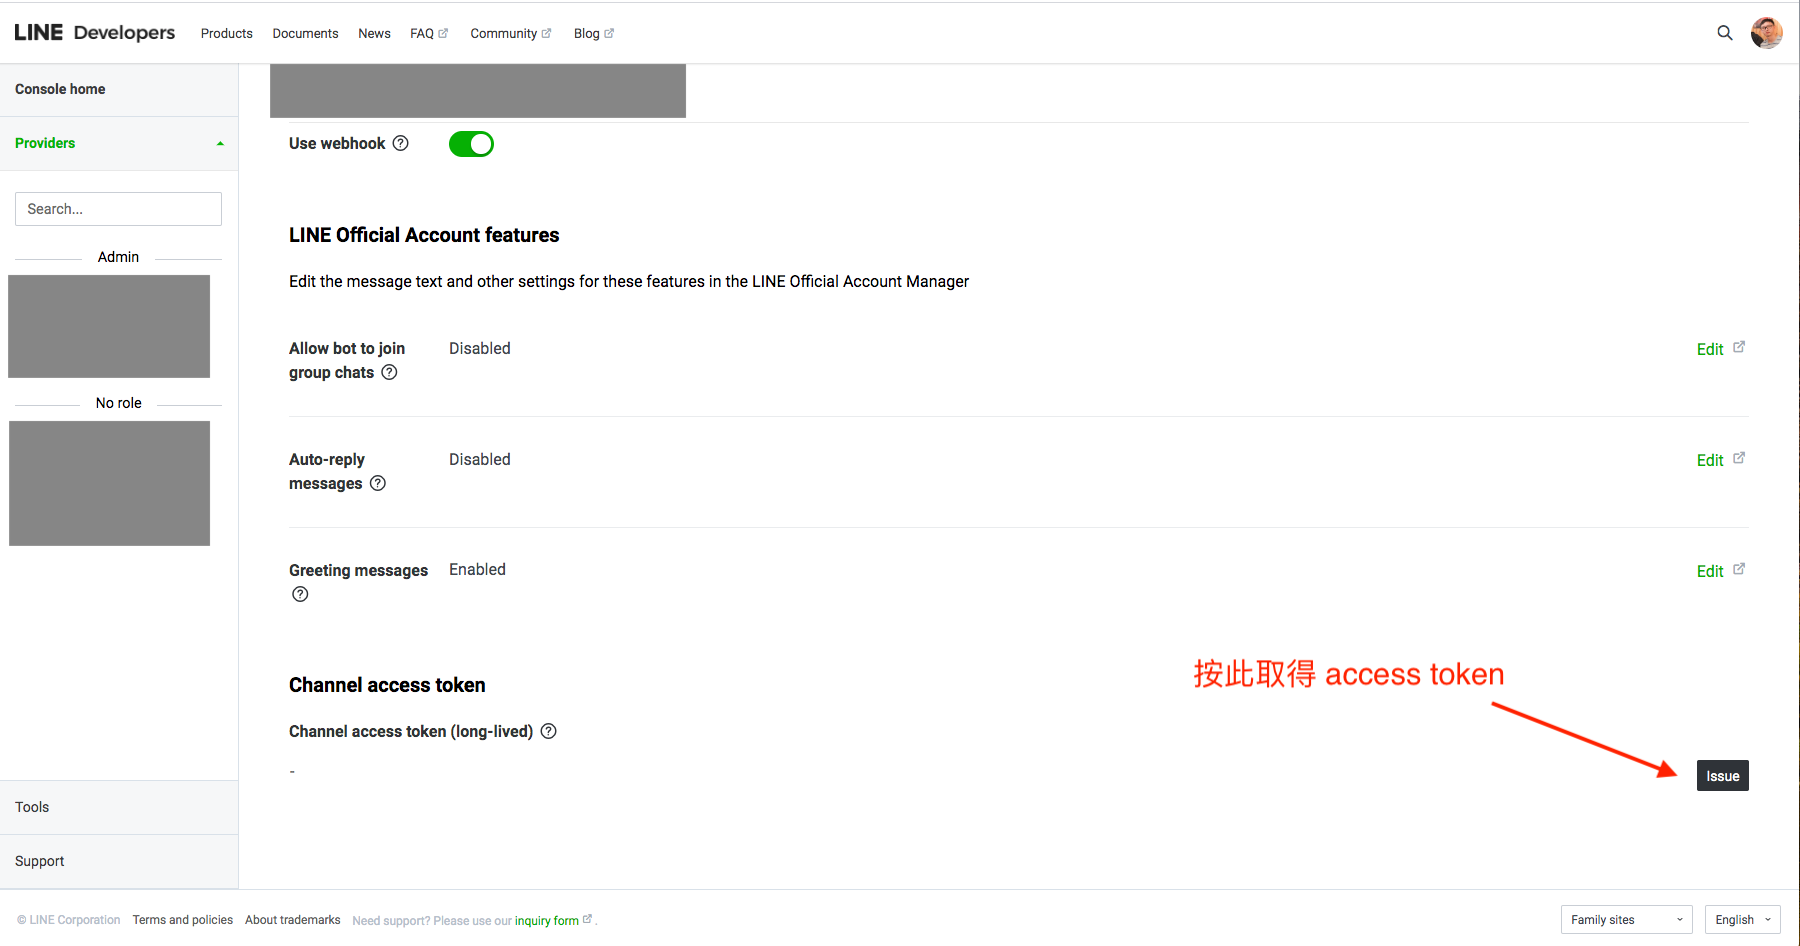 LINE Developers Products Documents News FAQ Community Blog
Console home
Providers
Search...
Admin
No role
Tools
Support
Use webhook
LINE Official Account features
Edit the message text and other settings for these features in the LINE Official Account Manager
Allow bot to join
group chats
Disabled
Edit
Auto-reply
messages
Disabled
Edit
Greeting messages
Enabled
Edit
Channel access token
按此取得 access token
Channel access token (long-lived)
-
Issue
© LINE Corporation Terms and policies About trademarks Need support? Please use our inquiry form .
Family sites
English